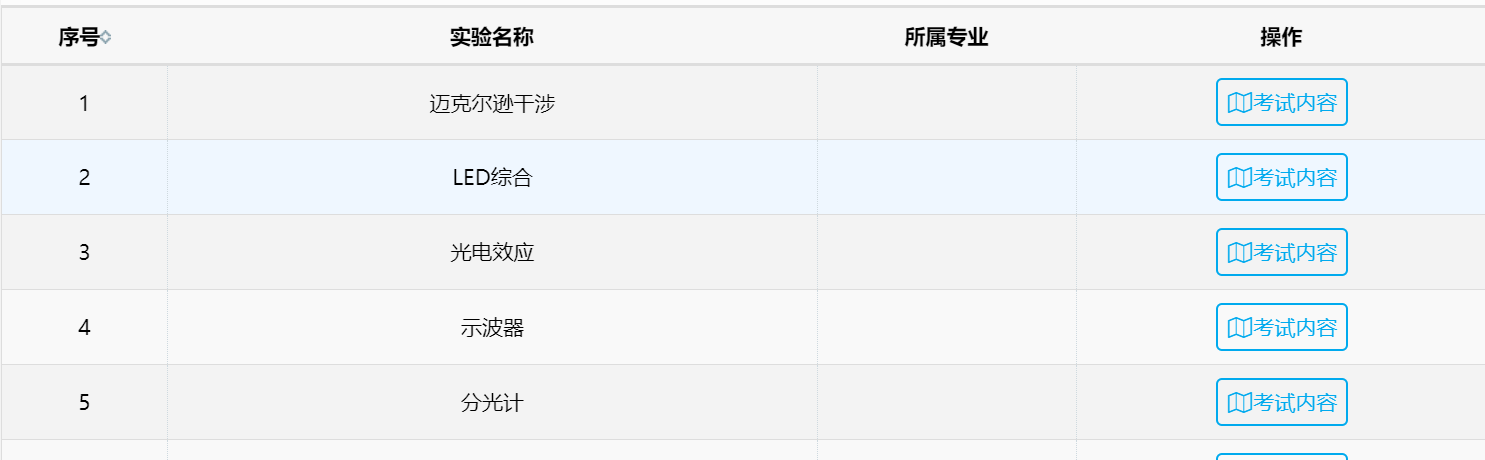 序号 实验名称 所属专业 操作
1 迈克尔逊干涉 考试内容
2 LED综合 考试内容
3 光电效应 考试内容
4 示波器 考试内容
5 分光计 考试内容